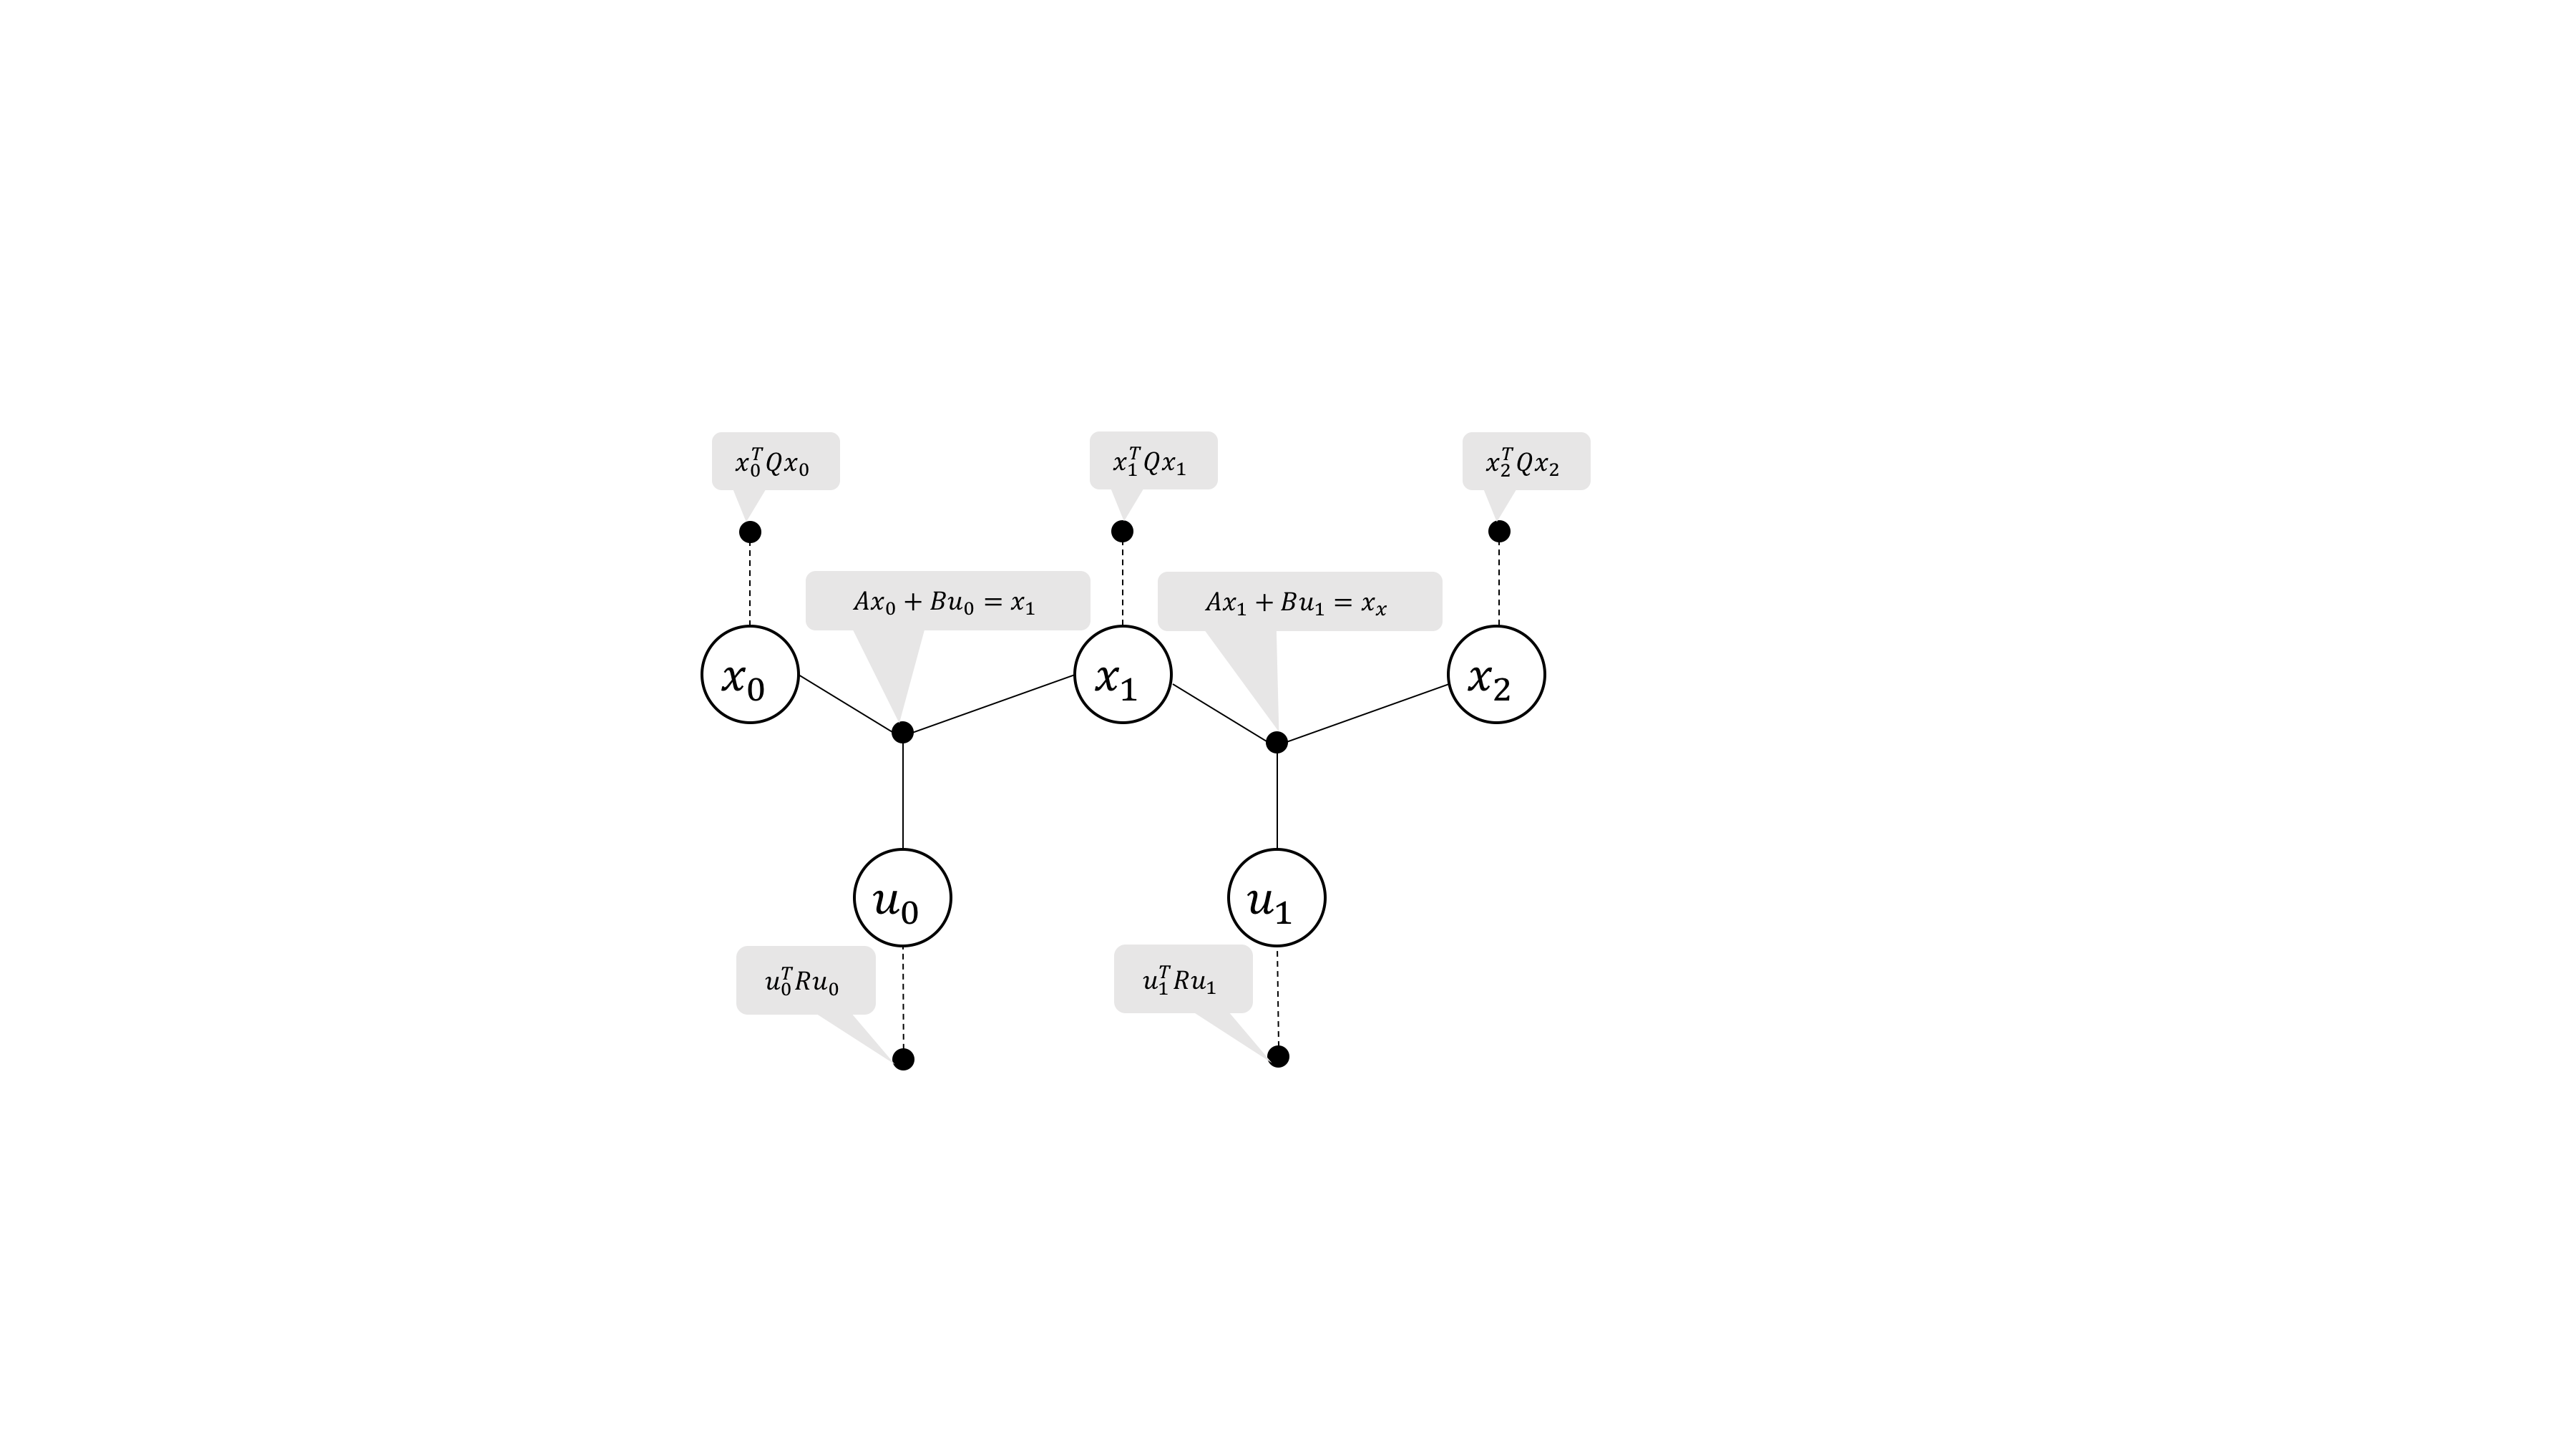 $x_0^T Q x_0$
$x_1^T Q x_1$
$x_2^T Q x_2$
$Ax_0 + Bu_0 = x_1$
$Ax_1 + Bu_1 = x_x$
$x_0$
$x_1$
$x_2$
$u_0$
$u_1$
$u_0^T R u_0$
$u_1^T R u_1$